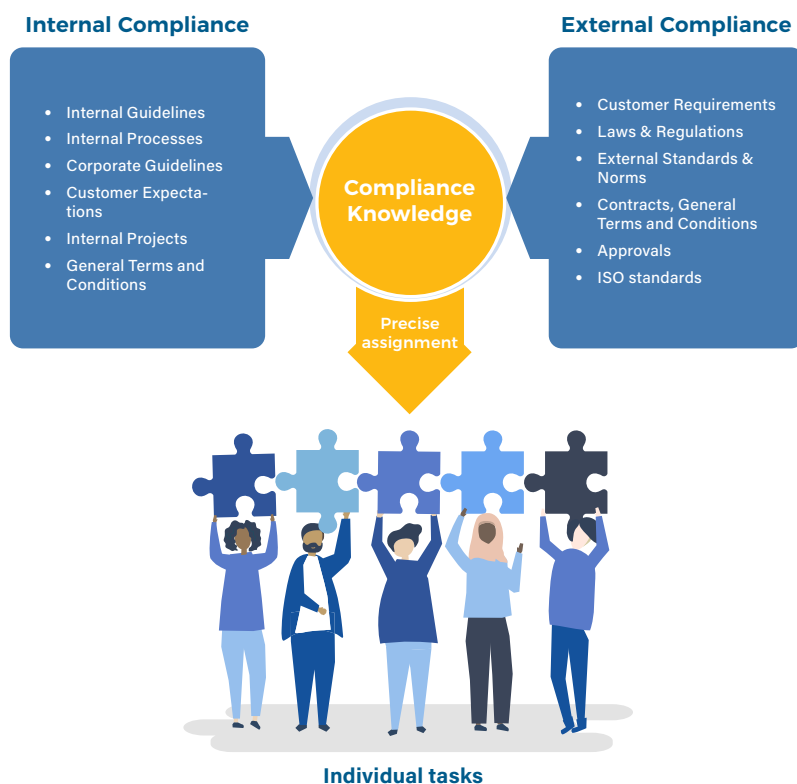 Internal Compliance
• Internal Guidelines
• Internal Processes
• Corporate Guidelines
• Customer Expecta-
tions
• Internal Projects
• General Terms and
Conditions
Compliance
Knowledge
Precise
assignment
External Compliance
• Customer Requirements
• Laws & Regulations
• External Standards &
Norms
• Contracts, General
Terms and Conditions
• Approvals
• ISO standards
Individual tasks